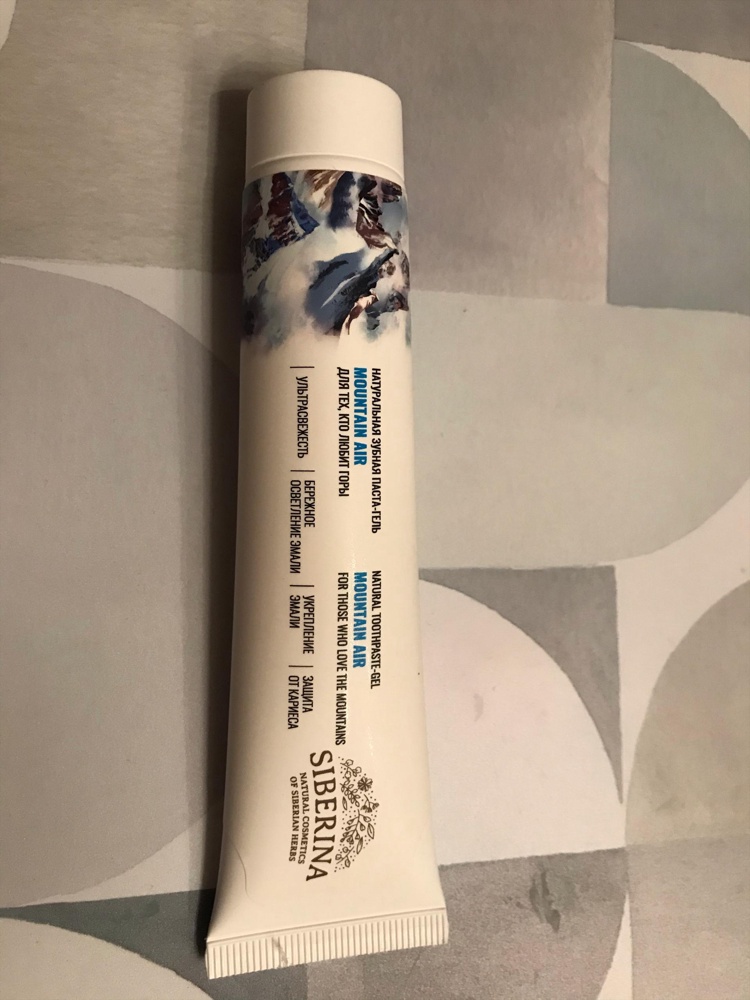 НАТУРАЛЬНАЯ ЗУБНАЯ ПАСТА-ГЕЛЬ
MOUNTAIN AIR
ДЛЯ ТЕХ, КТО ЛЮБИТ ГОРЫ
NATURAL TOOTHPASTE-GEL
MOUNTAIN AIR
FOR THOSE WHO LOVE THE MOUNTAINS
УЛЬТРАСВЕЖЕСТЬ
БЕРЕЖНОЕ
ОСВЕТЛЕНИЕ ЭМАЛИ
УКРЕПЛЕНИЕ
ЭМАЛИ
ЗАЩИТА
ОТ КАРИЕСА
SIBERINA
NATURAL COSMETICS
OF SIBERIAN HERBS